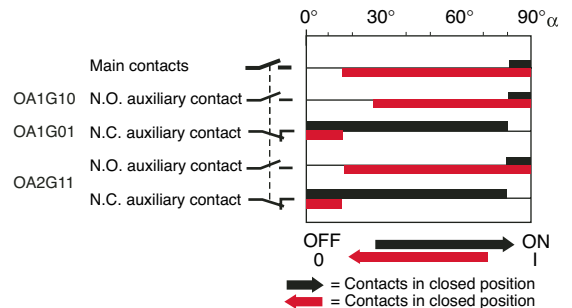 0° 30° 60° 90° α
Main contacts
OA1G10 N.O. auxiliary contact
OA1G01 N.C. auxiliary contact
N.O. auxiliary contact
OA2G11
N.C. auxiliary contact
OFF ON
0 I
= Contacts in closed position
= Contacts in closed position